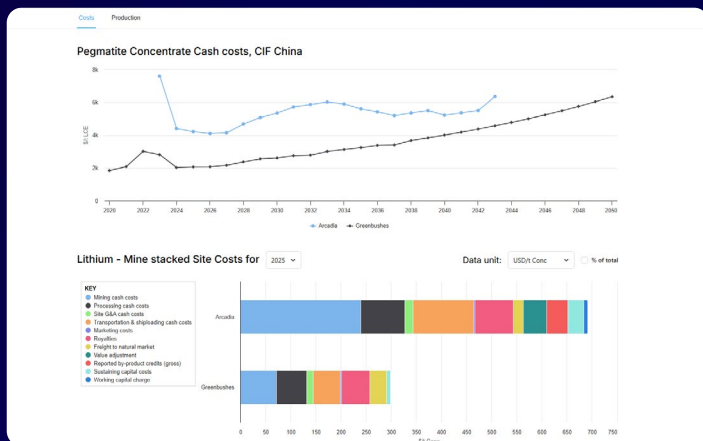 Costs Production
Pegmatite Concentrate Cash costs, CIF China
8k
6k
4k
2k
0
$/t LCE
2020 2022 2024 2026 2028 2030 2032 2034 2036 2038 2040 2042 2044 2046 2048 2050
Arcadia Greenbushes
Lithium - Mine stacked Site Costs for 2025 Data unit: USD/t Conc % of total
KEY
Mining cash costs
Processing cash costs
Site G&A cash costs
Transportation & shiploading cash costs
Marketing costs
Royalties
Freight to natural market
Value adjustment
Reported by-product credits (gross)
Sustaining capital costs
Working capital charge
Arcadia
Greenbushes
0 50 100 150 200 250 300 350 400 450 500 550 600 650 700 750